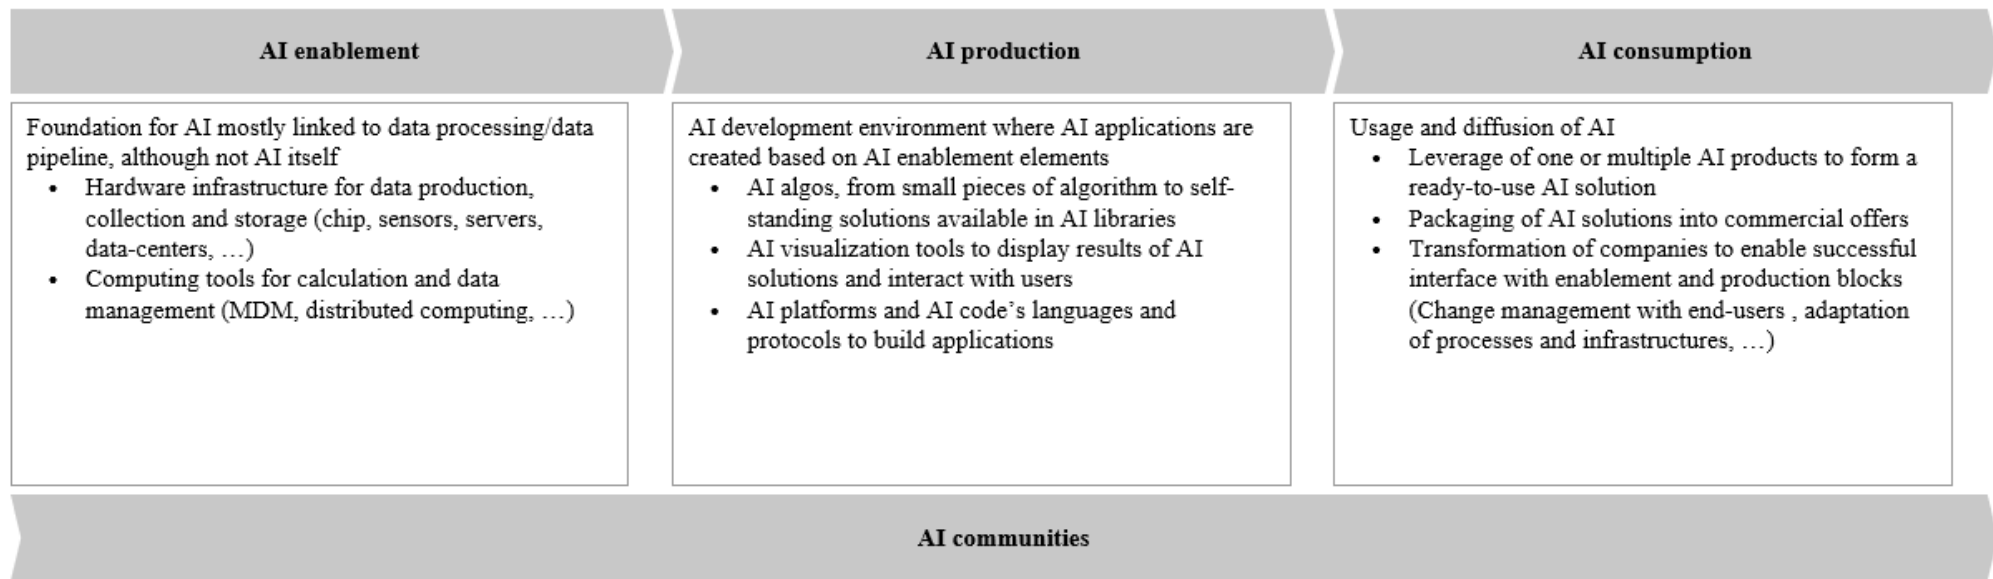 AI enablement
AI production
AI consumption
Foundation for AI mostly linked to data processing/data
pipeline, although not AI itself
• Hardware infrastructure for data production,
collection and storage (chip, sensors, servers,
data-centers, …)
• Computing tools for calculation and data
management (MDM, distributed computing, …)
AI development environment where AI applications are
created based on AI enablement elements
• AI algos, from small pieces of algorithm to self-
standing solutions available in AI libraries
• AI visualization tools to display results of AI
solutions and interact with users
• AI platforms and AI code’s languages and
protocols to build applications
Usage and diffusion of AI
• Leverage of one or multiple AI products to form a
ready-to-use AI solution
• Packaging of AI solutions into commercial offers
• Transformation of companies to enable successful
interface with enablement and production blocks
(Change management with end-users , adaptation
of processes and infrastructures, …)
AI communities